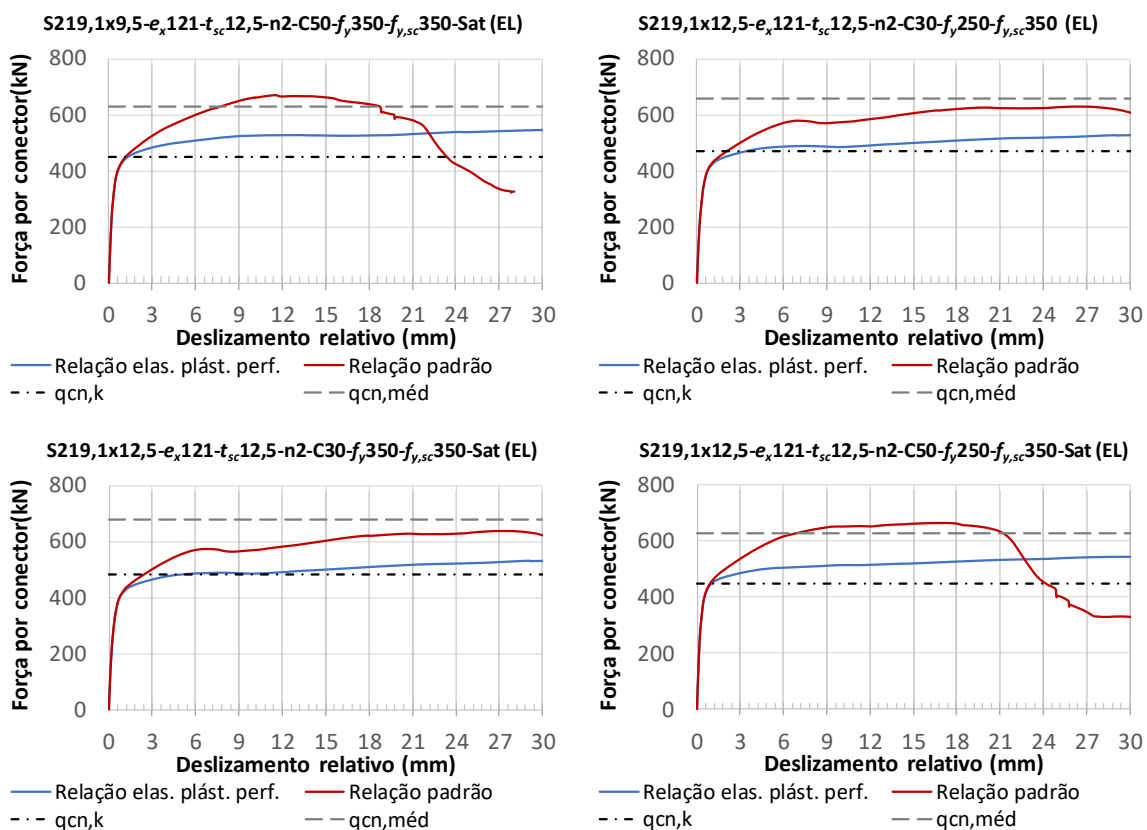 S219,1x9,5-eₓ121-tsc12,5-n2-C50-fy350-fy,sc350-Sat (EL)
Força por conector(kN)
800
600
400
200
0
0 3 6 9 12 15 18 21 24 27 30
Deslizamento relativo (mm)
Relação elas. plást. perf. Relação padrão
qcn,k qcn,méd
S219,1x12,5-eₓ121-tsc12,5-n2-C30-fy250-fy,sc350 (EL)
Força por conector(kN)
800
600
400
200
0
0 3 6 9 12 15 18 21 24 27 30
Deslizamento relativo (mm)
Relação elas. plást. perf. Relação padrão
qcn,k qcn,méd
S219,1x12,5-eₓ121-tsc12,5-n2-C30-fy350-fy,sc350-Sat (EL)
Força por conector(kN)
800
600
400
200
0
0 3 6 9 12 15 18 21 24 27 30
Deslizamento relativo (mm)
Relação elas. plást. perf. Relação padrão
qcn,k qcn,méd
S219,1x12,5-eₓ121-tsc12,5-n2-C50-fy250-fy,sc350-Sat (EL)
Força por conector(kN)
800
600
400
200
0
0 3 6 9 12 15 18 21 24 27 30
Deslizamento relativo (mm)
Relação elas. plást. perf. Relação padrão
qcn,k qcn,méd